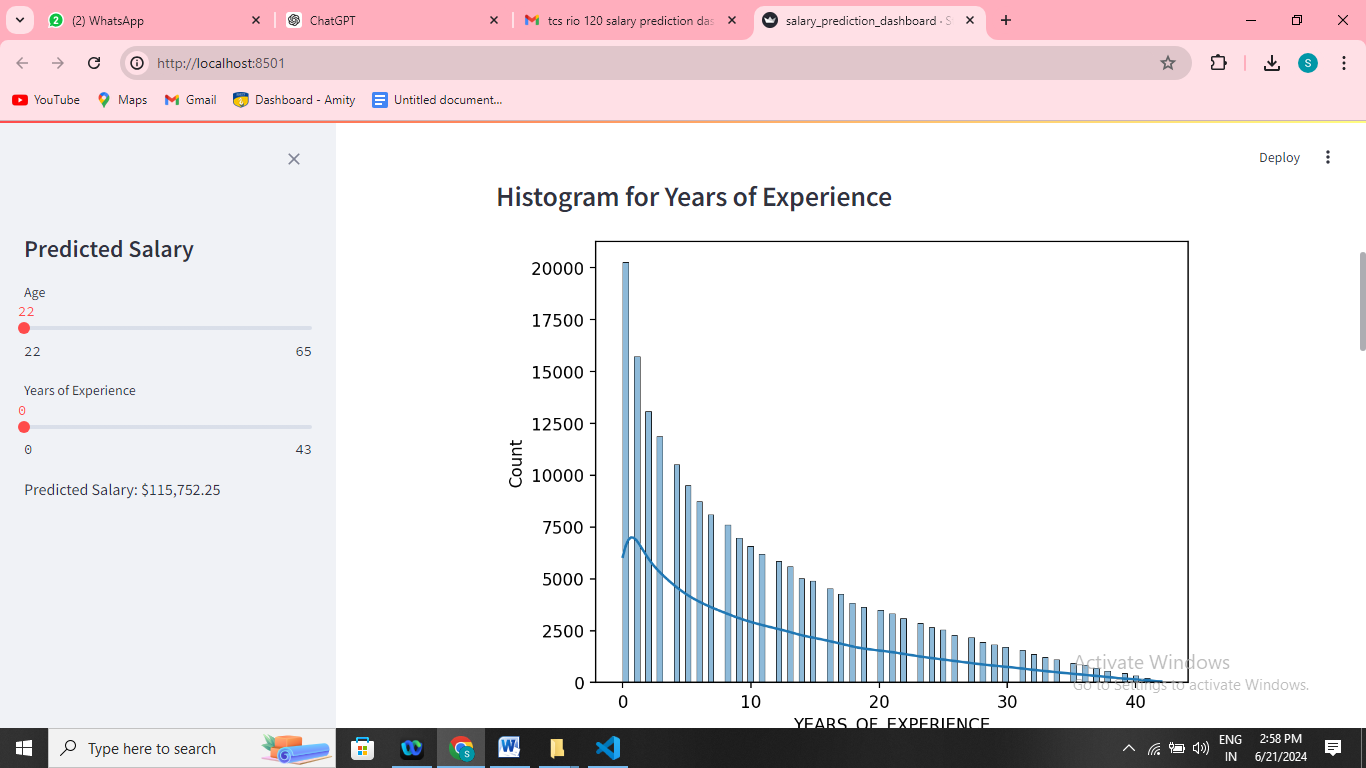 (2) WhatsApp
ChatGPT
tcs rio 120 salary prediction das
salary_prediction_dashboard · S
http://localhost:8501
YouTube
Maps
Gmail
Dashboard - Amity
Untitled document...
Deploy
Histogram for Years of Experience
Predicted Salary
Age
22
22 65
Years of Experience
0
0 43
Predicted Salary: $115,752.25
20000
17500
15000
12500
10000
7500
5000
2500
0
Count
0 10 20 30 40
YEARS_OF_EXPERIENCE
Activate Windows
Go to Settings to activate Windows.
Type here to search
ENG
IN
2:58 PM
6/21/2024